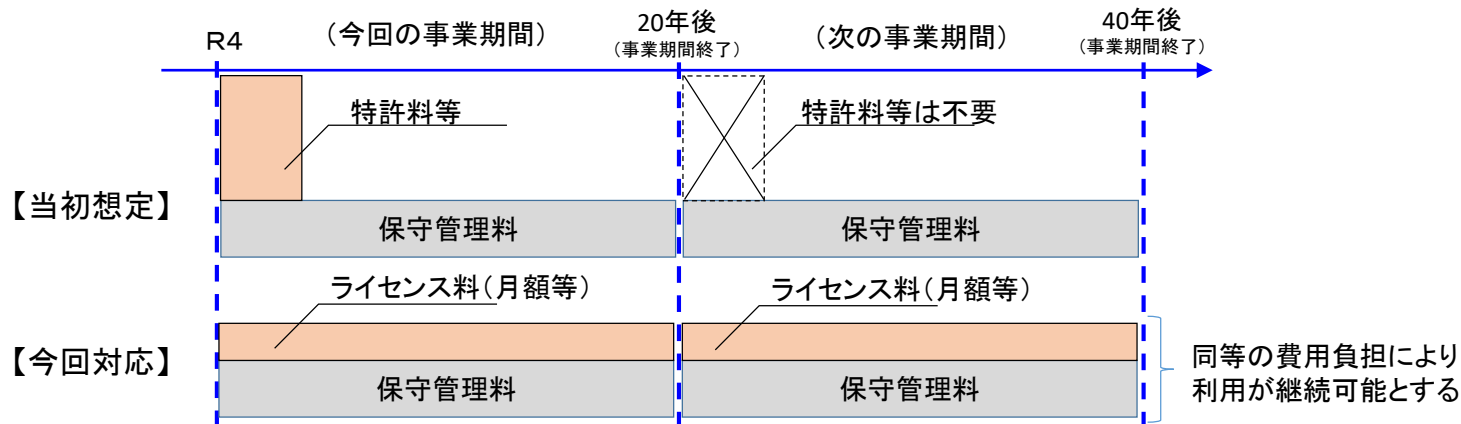 R4
（今回の事業期間）
20年後
（事業期間終了）
（次の事業期間）
40年後
（事業期間終了）
特許料等
特許料等は不要
【当初想定】
保守管理料
保守管理料
ライセンス料（月額等）
ライセンス料（月額等）
【今回対応】
保守管理料
保守管理料
同等の費用負担により
利用が継続可能とする